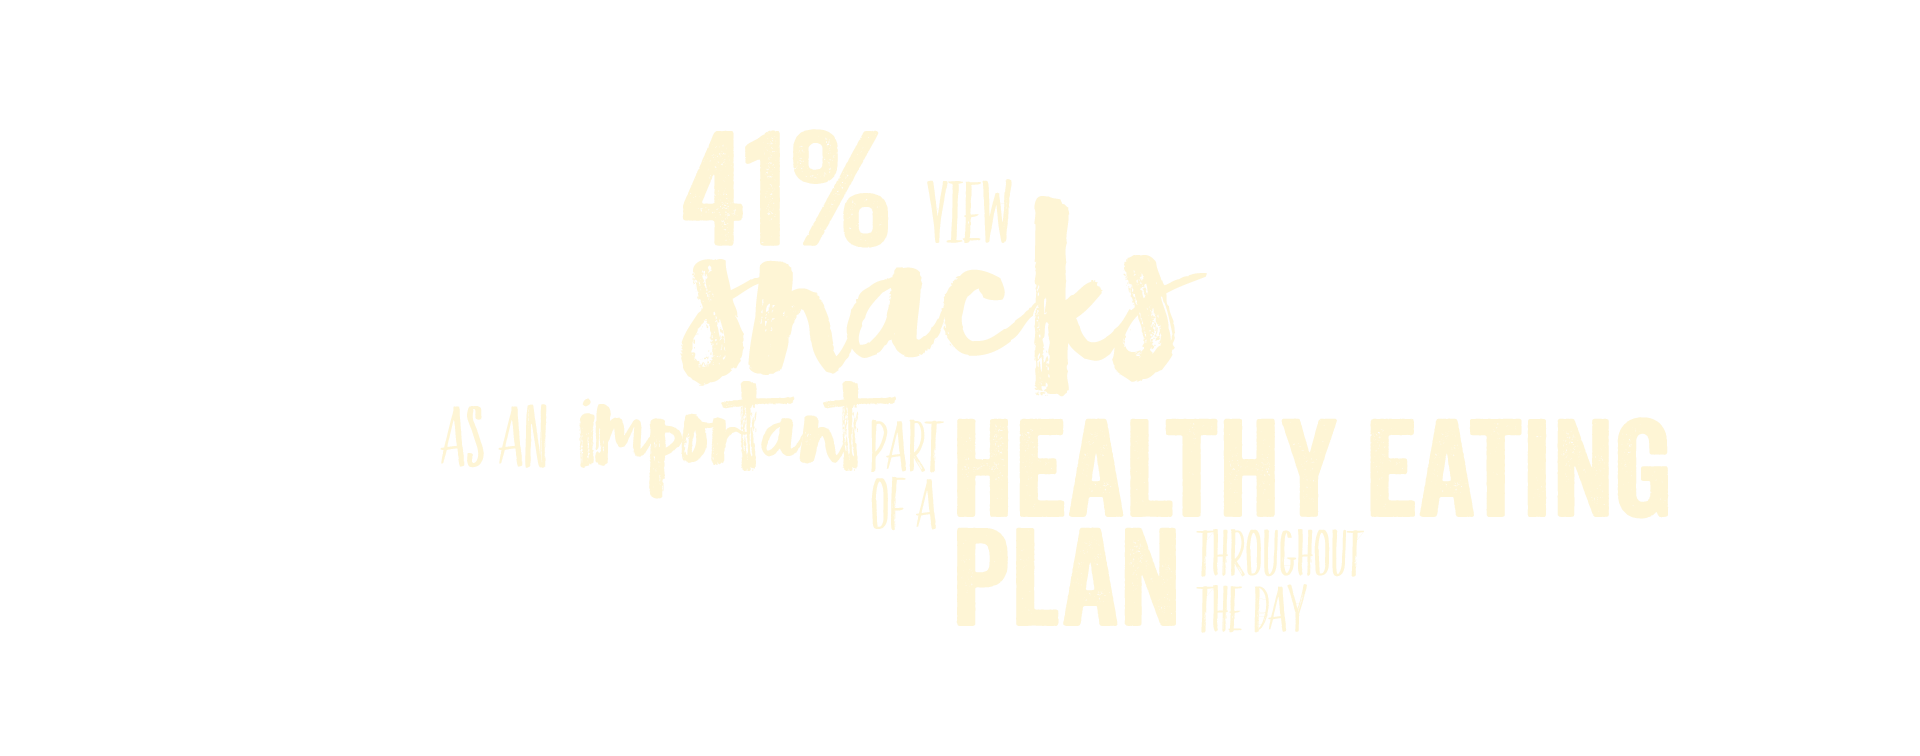 41% VIEW
snacks
AS AN important PART
OF A HEALTHY EATING
PLAN THROUGHOUT
THE DAY